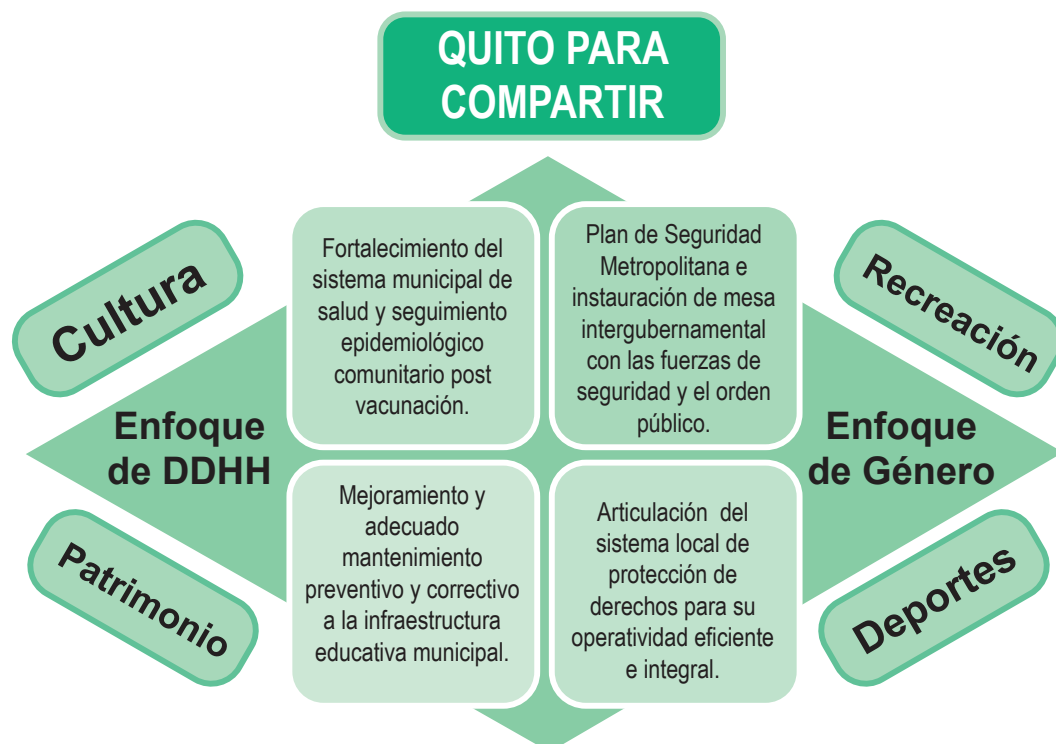 QUITO PARA
COMPARTIR
Cultura
Recreación
Fortalecimiento del
sistema municipal de
salud y seguimiento
epidemiológico
comunitario post
vacunación.
Plan de Seguridad
Metropolitana e
instauración de mesa
intergubernamental
con las fuerzas de
seguridad y el orden
público.
Enfoque
de DDHH
Enfoque
de Género
Mejoramiento y
adecuado
mantenimiento
preventivo y correctivo
a la infraestructura
educativa municipal.
Articulación del
sistema local de
protección de
derechos para su
operatividad eficiente
e integral.
Patrimonio
Deportes